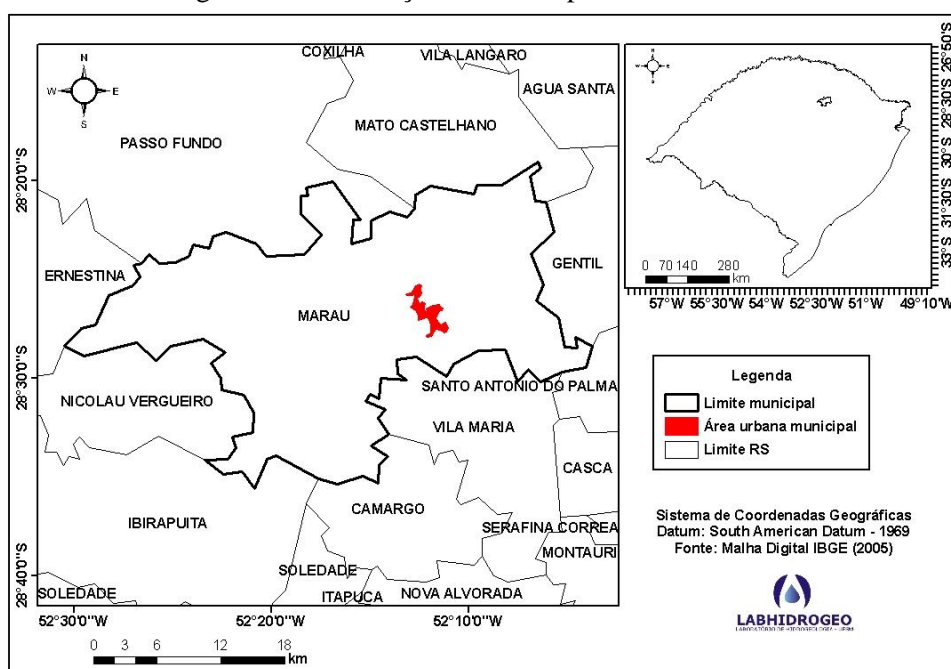 COXILHA
VILA LANGARO
AGUA SANTA
MATO CASTELHANO
PASSO FUNDO
ERNESTINA
GENTIL
MARAU
NICOLAU VERGUEIRO
SANTO ANTONIO DO PALMA
VILA MARIA
CASCA
IBIRAPUITA
CAMARGO
SERAFINA CORREA
MONTAURI
SOLEDADE
SOLEDADE
ITAPUCA
NOVA ALVORADA
N
W E
S
28°20'0"S
28°30'0"S
28°40'0"S
52°30'0"W 52°20'0"W 52°10'0"W
0 3 6 12 18
km
N
W E
S
26°50'S
28°30'S
30°S
31°30'S
33°S
0 70 140 280
km
57°W 55°30'W 54°W 52°30'W 51°W 49°10'W
Legenda
Limite municipal
Área urbana municipal
Limite RS
Sistema de Coordenadas Geográficas
Datum: South American Datum - 1969
Fonte: Malha Digital IBGE (2005)
LABHIDROGEO
LABORATÓRIO DE HIDROGEOLOGIA - UFSM